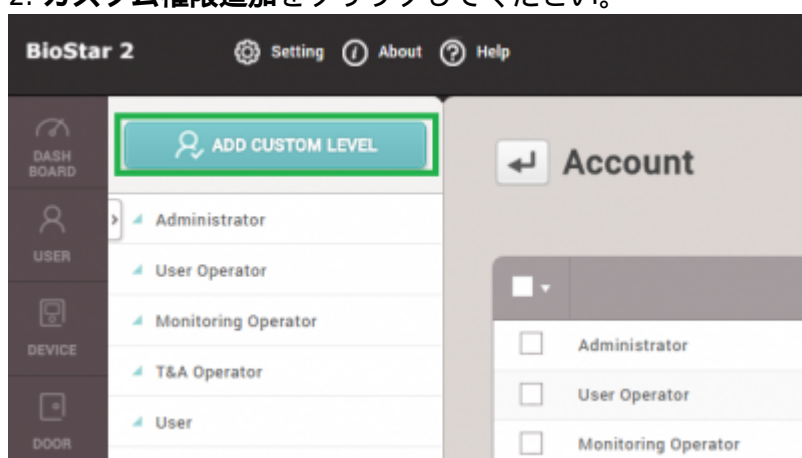 2. カスタム権限追加をクリックしてください。
BioStar 2
Setting
About
Help
DASH
BOARD
USER
DEVICE
DOOR
ADD CUSTOM LEVEL
Administrator
User Operator
Monitoring Operator
T&A Operator
User
Account
Administrator
User Operator
Monitoring Operator